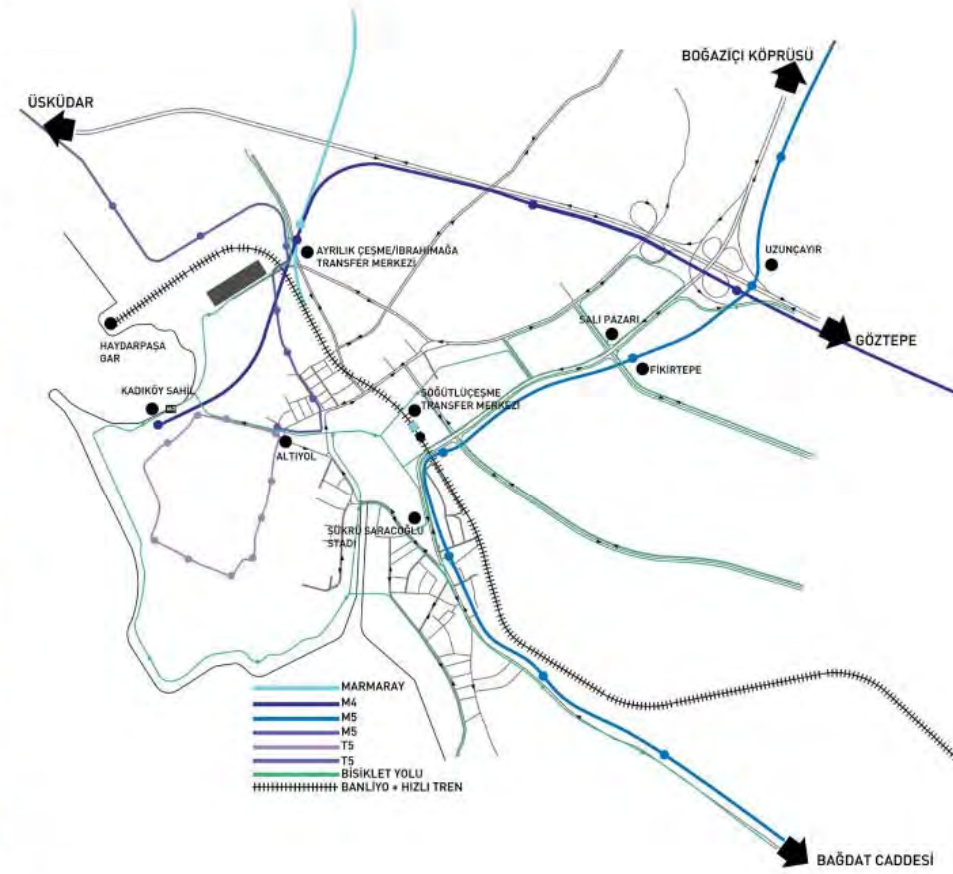 BOĞAZİÇİ KÖPRÜSÜ
ÜSKÜDAR
AYRILIK ÇEŞME/İBRAHİMAĞA
TRANSFER MERKEZİ
UZUNÇAYIR
SALI PAZARI
GÖZTEPE
HAYDARPAŞA
GAR
FİKİRTEPE
KADIKÖY SAHİL
SÖĞÜTLÜÇEŞME
TRANSFER MERKEZİ
ALTIYOL
ŞÜKRÜ SARACOĞLU
STADI
MARMARAY
M4
M5
M5
T5
T5
BİSİKLET YOLU
BANLİYO + HIZLI TREN
BAĞDAT CADDESİ